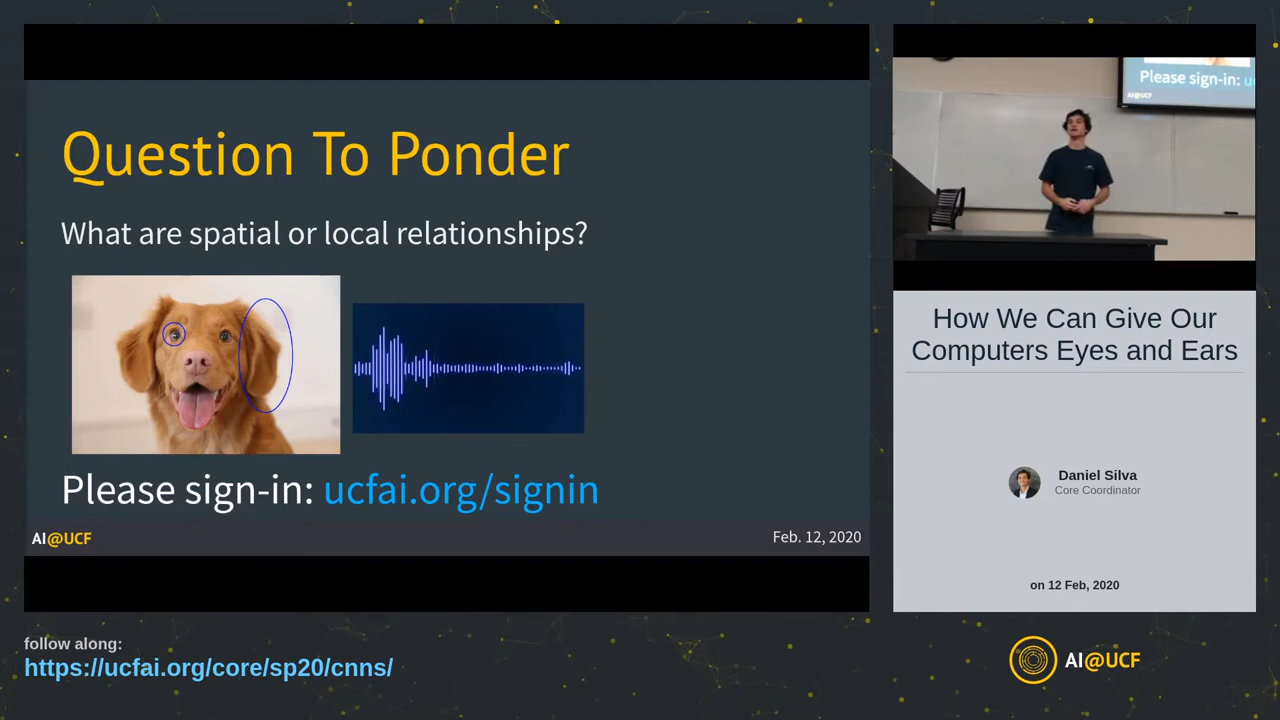 Question To Ponder
What are spatial or local relationships?
Please sign-in: ucfai.org/signin
AI@UCF
Feb. 12, 2020
Please sign-in: u
AI@UCF
How We Can Give Our
Computers Eyes and Ears
Daniel Silva
Core Coordinator
on 12 Feb, 2020
follow along:
https://ucfai.org/core/sp20/cnns/
AI@UCF